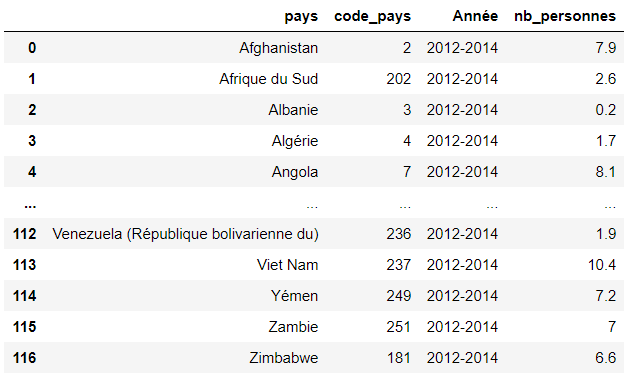 pays code_pays Année nb_personnes
0 Afghanistan 2 2012-2014 7.9
1 Afrique du Sud 202 2012-2014 2.6
2 Albanie 3 2012-2014 0.2
3 Algérie 4 2012-2014 1.7
4 Angola 7 2012-2014 8.1
... ... ... ... ...
112 Venezuela (République bolivarienne du) 236 2012-2014 1.9
113 Viet Nam 237 2012-2014 10.4
114 Yémen 249 2012-2014 7.2
115 Zambie 251 2012-2014 7
116 Zimbabwe 181 2012-2014 6.6